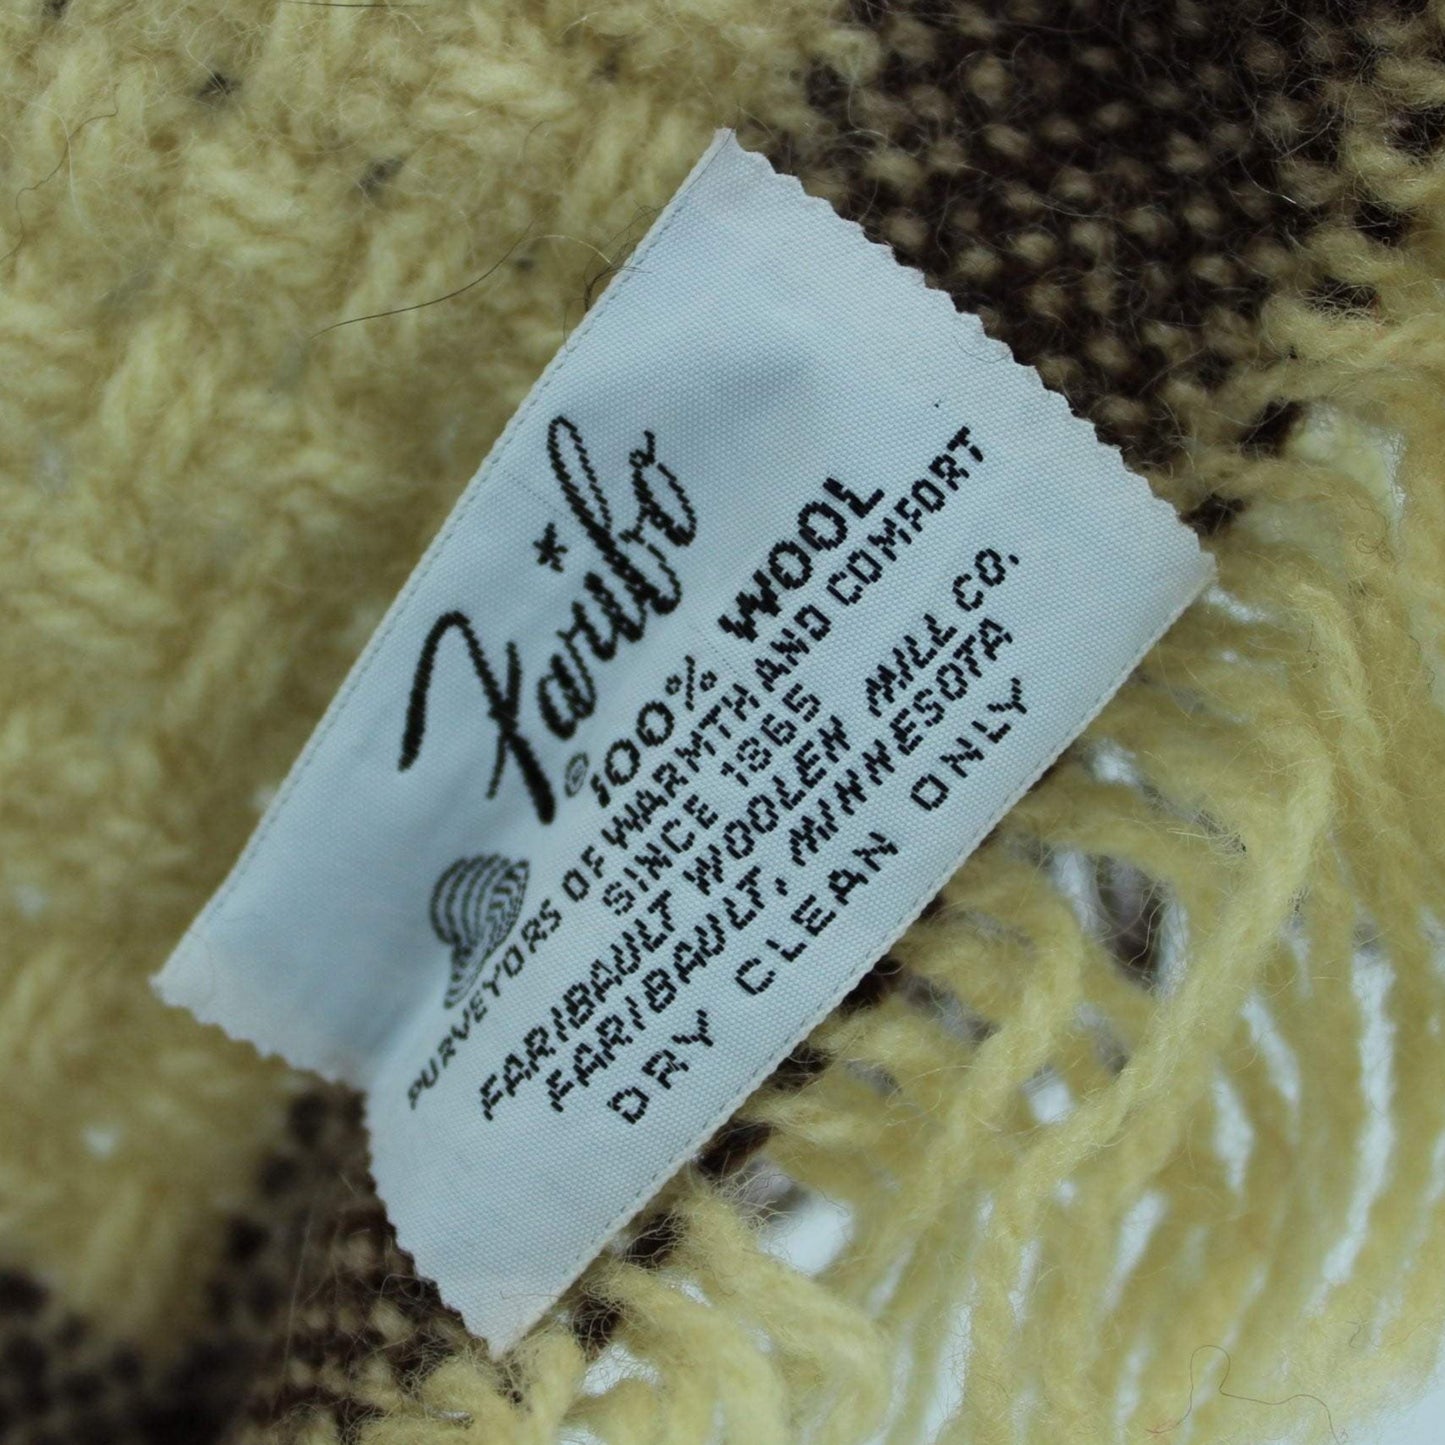 Faribo*
© 100% WOOL
PURVEYORS OF WARMTH AND COMFORT
SINCE 1865
FARIBAULT WOOLEN MILL CO.
FARIBAULT, MINNESOTA
DRY CLEAN ONLY